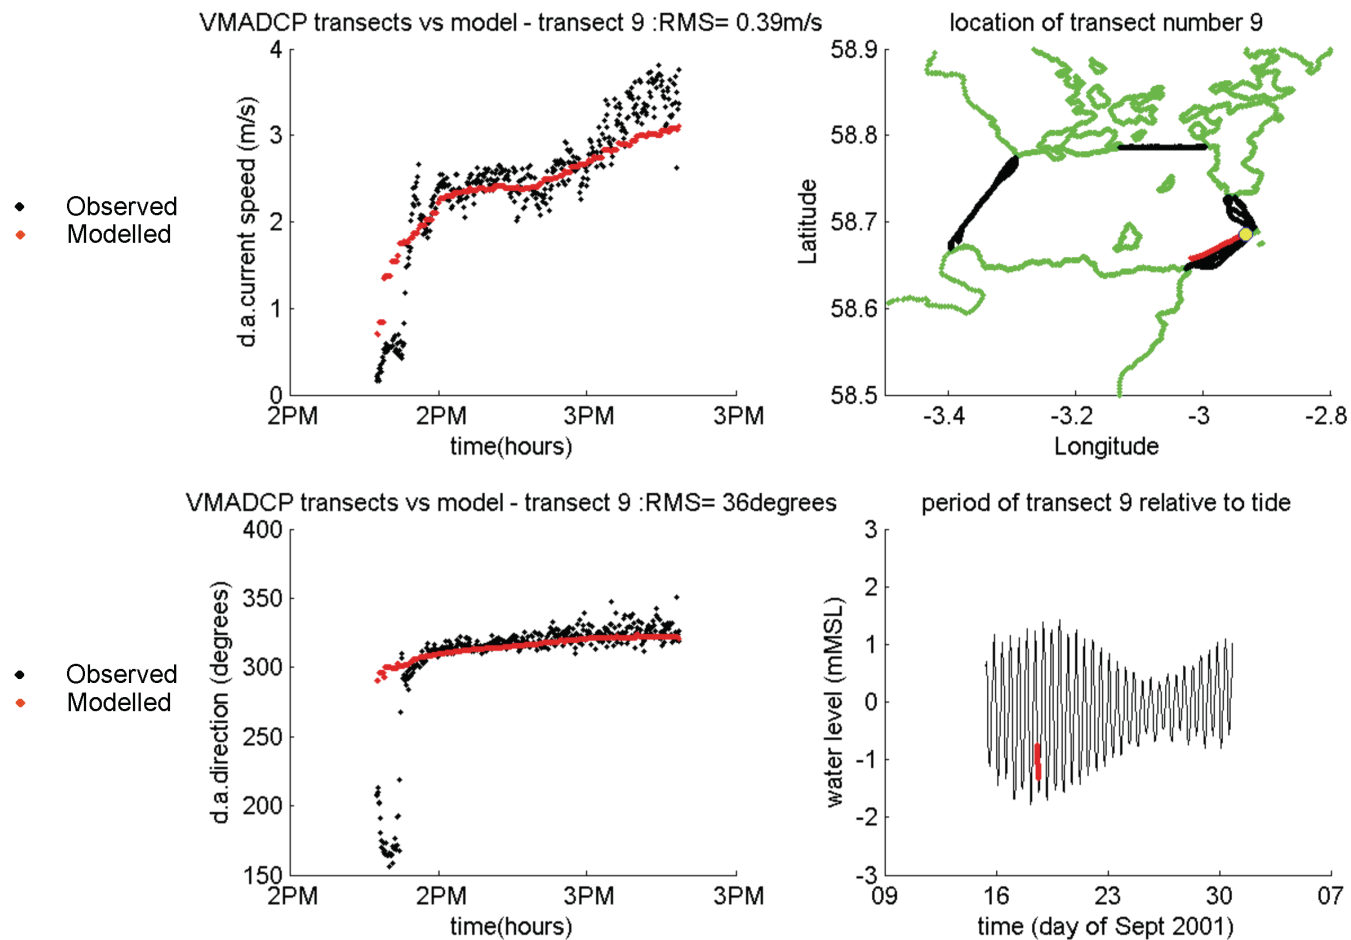 VMADCP transects vs model - transect 9 :RMS= 0.39m/s
4
3
2
1
0
d.a.current speed (m/s)
2PM 2PM 3PM 3PM
time(hours)
Observed
Modelled
location of transect number 9
58.9
58.8
58.7
58.6
58.5
Latitude
-3.4 -3.2 -3 -2.8
Longitude
VMADCP transects vs model - transect 9 :RMS= 36degrees
400
350
300
250
200
150
d.a.direction (degrees)
2PM 2PM 3PM 3PM
time(hours)
Observed
Modelled
period of transect 9 relative to tide
3
2
1
0
-1
-2
-3
water level (mMSL)
09 16 23 30 07
time (day of Sept 2001)